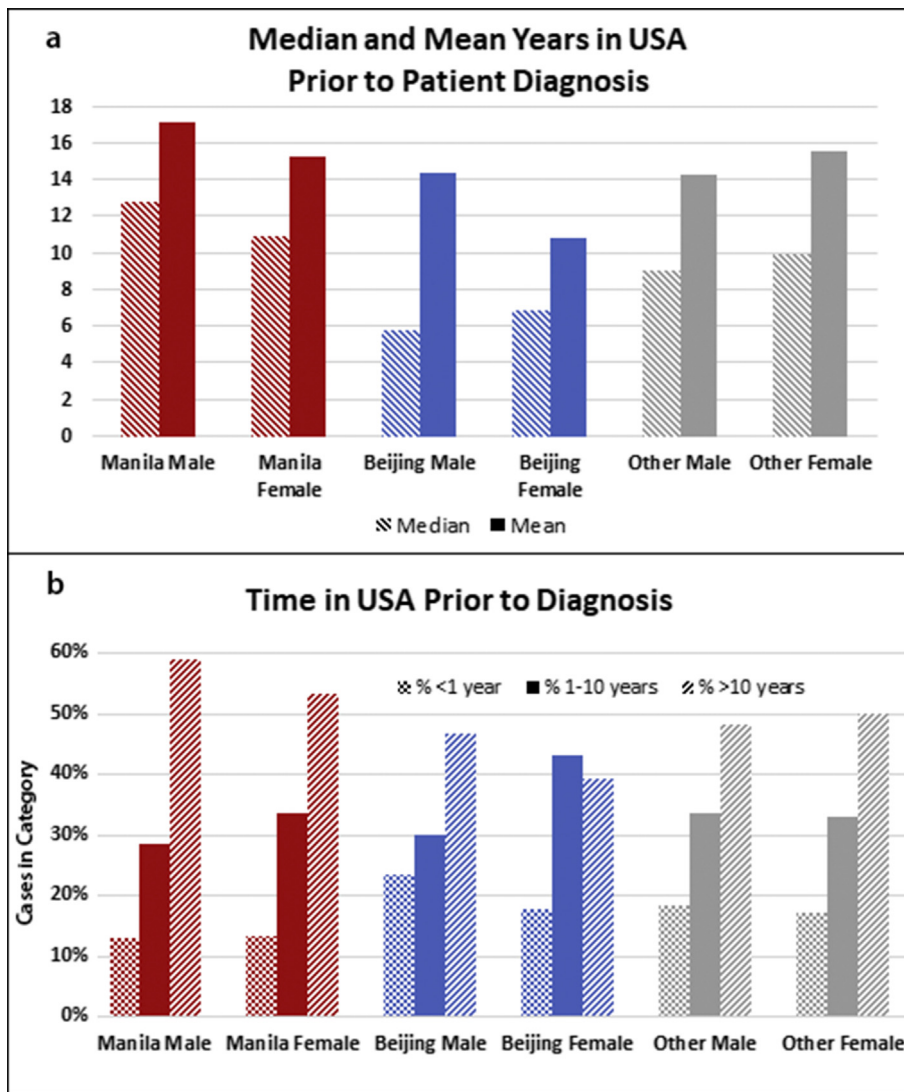 a
Median and Mean Years in USA
Prior to Patient Diagnosis
18
16
14
12
10
8
6
4
2
0
Manila Male
Manila
Female
Beijing Male
Beijing
Female
Other Male
Other Female
Median
Mean
b
Time in USA Prior to Diagnosis
% <1 year
% 1-10 years
% >10 years
Cases in Category
60%
50%
40%
30%
20%
10%
0%
Manila Male
Manila Female
Beijing Male
Beijing Female
Other Male
Other Female